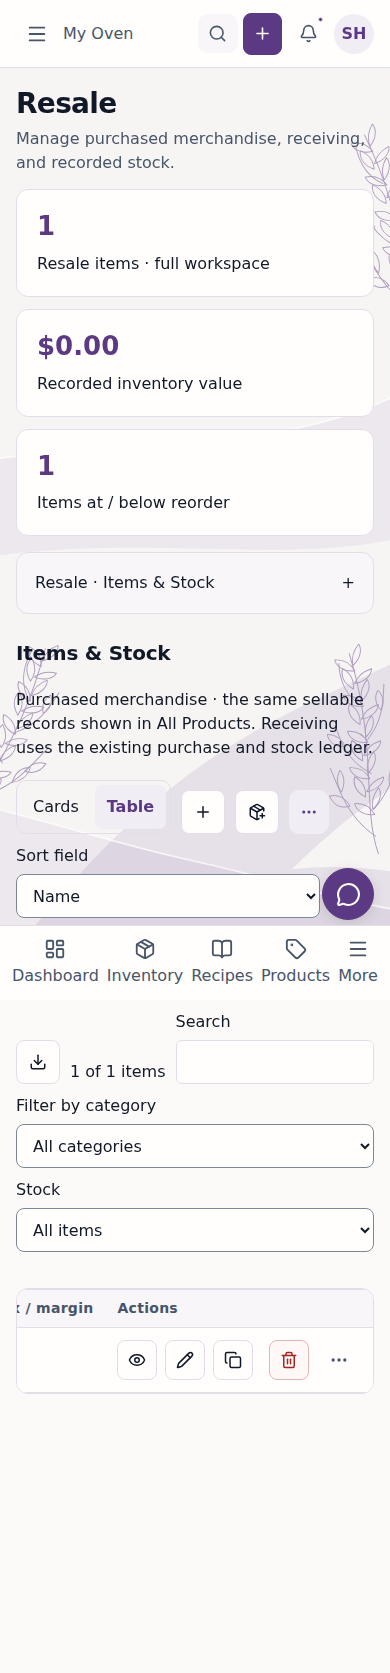 My Oven
SH
Resale
Manage purchased merchandise, receiving,
and recorded stock.
1
Resale items · full workspace
$0.00
Recorded inventory value
1
Items at / below reorder
Resale · Items & Stock +
Items & Stock
Purchased merchandise · the same sellable
records shown in All Products. Receiving
uses the existing purchase and stock ledger.
Cards Table
Sort field
Name
Dashboard Inventory Recipes Products More
Search
1 of 1 items
Filter by category
All categories
Stock
All items
/ margin Actions